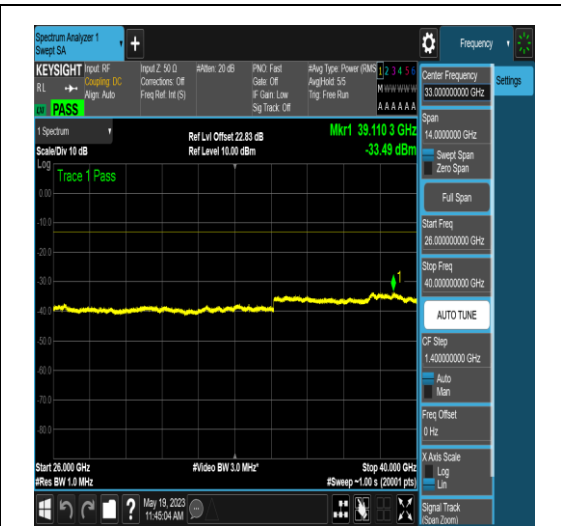 Spectrum Analyzer 1
Swept SA
Frequency
KEYSIGHT
RL
PASS
Input: RF
Coupling: DC
Align: Auto
Input Z: 50 Ω
Corrections: Off
Freq Ref: Int (S)
#Atten: 20 dB
PNO: Fast
Gate: Off
IF Gain: Low
Sig Track: Off
#Avg Type: Power (RMS
Avg|Hold: 5/5
Trig: Free Run
1 2 3 4 5 6
M W W W W W
A A A A A A
Center Frequency
33.000000000 GHz
Settings
Span
14.0000000 GHz
Swept Span
Zero Span
Full Span
Start Freq
26.000000000 GHz
Stop Freq
40.000000000 GHz
AUTO TUNE
CF Step
1.400000000 GHz
Auto
Man
Freq Offset
0 Hz
X Axis Scale
Log
Lin
Signal Track
(Span Zoom)
1 Spectrum
Scale/Div 10 dB
Log
Ref Lvl Offset 22.83 dB
Ref Level 10.00 dBm
Mkr1 39.110 3 GHz
-33.49 dBm
Trace 1 Pass
0.00
-10.0
-20.0
-30.0
-40.0
-50.0
-60.0
-70.0
-80.0
1
Start 26.000 GHz
#Res BW 1.0 MHz
#Video BW 3.0 MHz*
Stop 40.000 GHz
#Sweep ~1.00 s (20001 pts)
?
May 19, 2023
11:45:04 AM